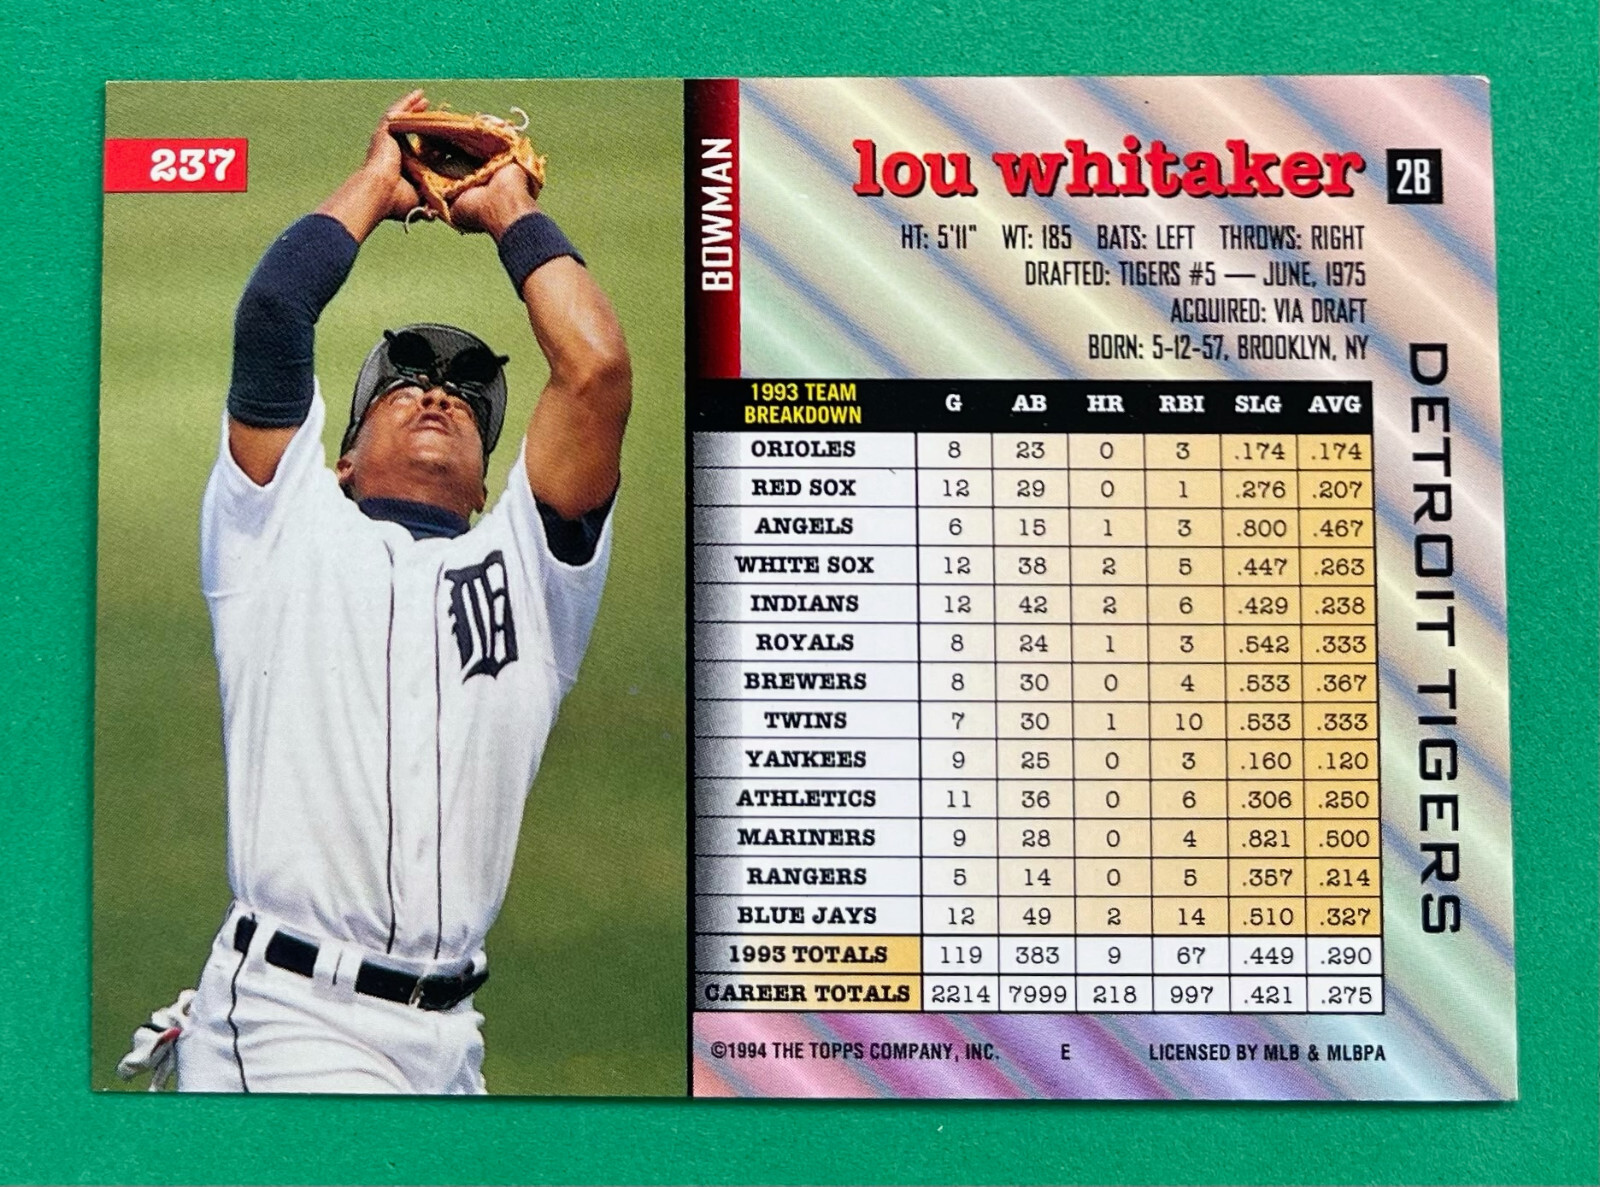 237
BOWMAN
lou whitaker 2B
HT: 5'11" WT: 185 BATS: LEFT THROWS: RIGHT
DRAFTED: TIGERS #5 — JUNE, 1975
ACQUIRED: VIA DRAFT
BORN: 5-12-57, BROOKLYN, NY
DETROIT TIGERS
1993 TEAM
BREAKDOWN G AB HR RBI SLG AVG
ORIOLES 8 23 0 3 .174 .174
RED SOX 12 29 0 1 .276 .207
ANGELS 6 15 1 3 .800 .467
WHITE SOX 12 38 2 5 .447 .263
INDIANS 12 42 2 6 .429 .238
ROYALS 8 24 1 3 .542 .333
BREWERS 8 30 0 4 .533 .367
TWINS 7 30 1 10 .533 .333
YANKEES 9 25 0 3 .160 .120
ATHLETICS 11 36 0 6 .306 .250
MARINERS 9 28 0 4 .821 .500
RANGERS 5 14 0 5 .357 .214
BLUE JAYS 12 49 2 14 .510 .327
1993 TOTALS 119 383 9 67 .449 .290
CAREER TOTALS 2214 7999 218 997 .421 .275
©1994 THE TOPPS COMPANY, INC. E LICENSED BY MLB & MLBPA
D